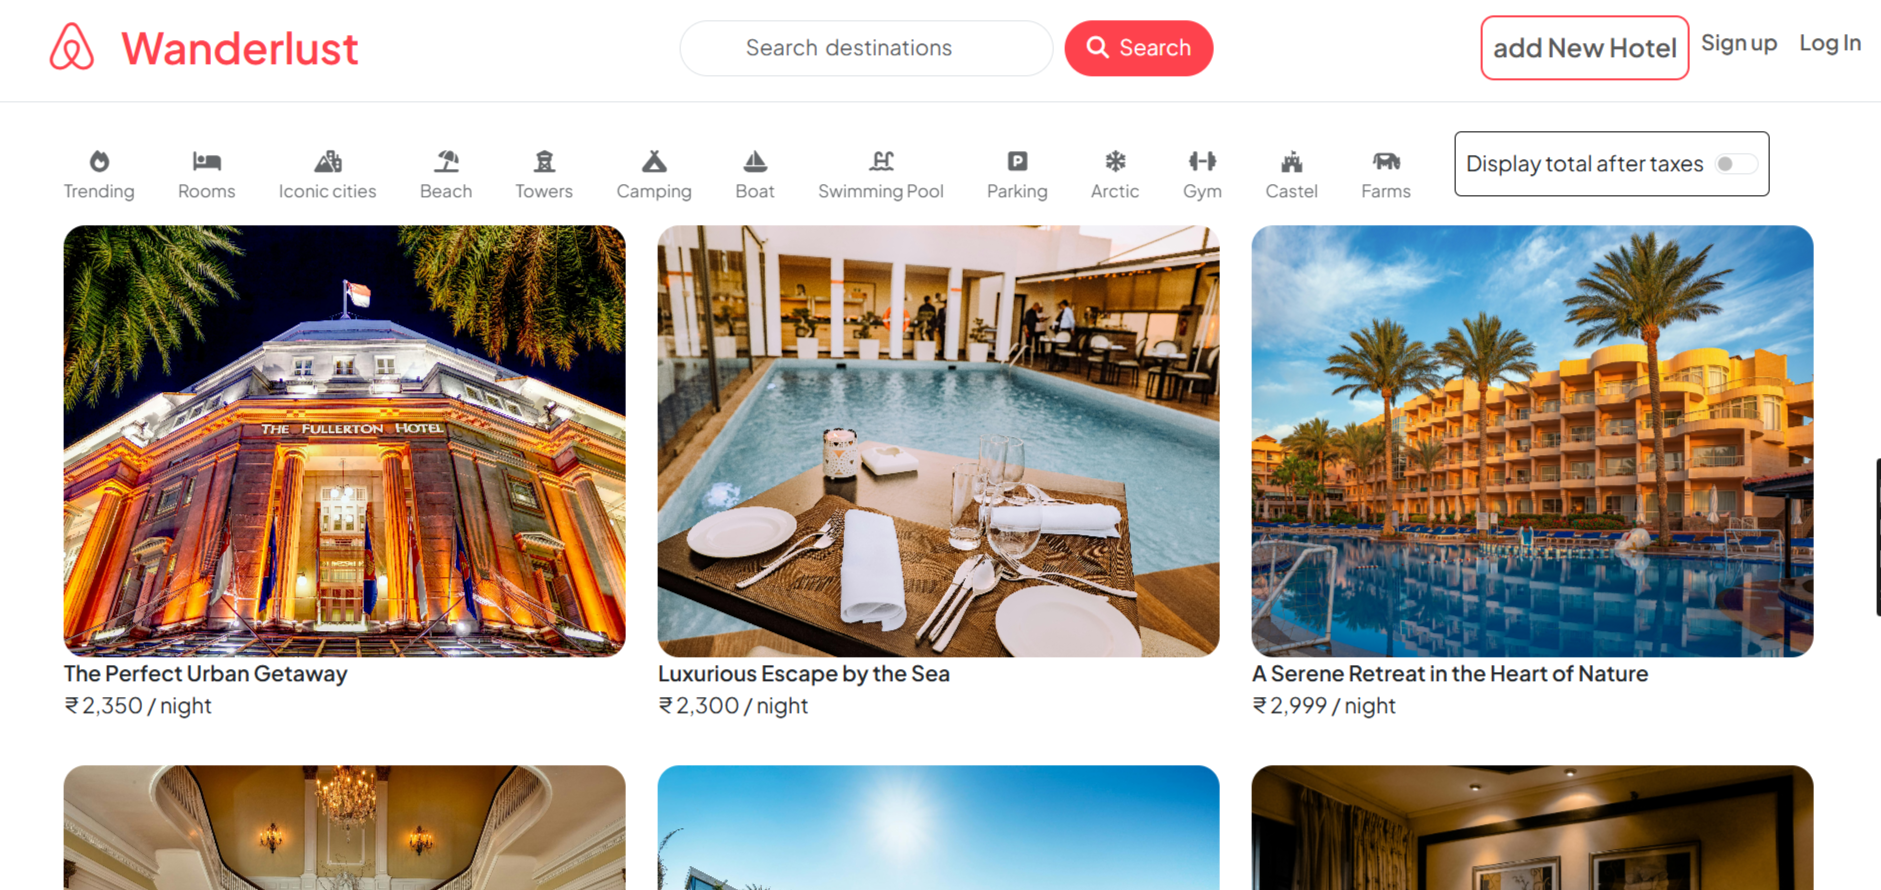 Wanderlust
Search destinations
Search
add New Hotel
Sign up
Log In
Trending
Rooms
Iconic cities
Beach
Towers
Camping
Boat
Swimming Pool
Parking
Arctic
Gym
Castel
Farms
Display total after taxes
THE FULLERTON HOTEL
The Perfect Urban Getaway
₹ 2,350 / night
Luxurious Escape by the Sea
₹ 2,300 / night
A Serene Retreat in the Heart of Nature
₹ 2,999 / night